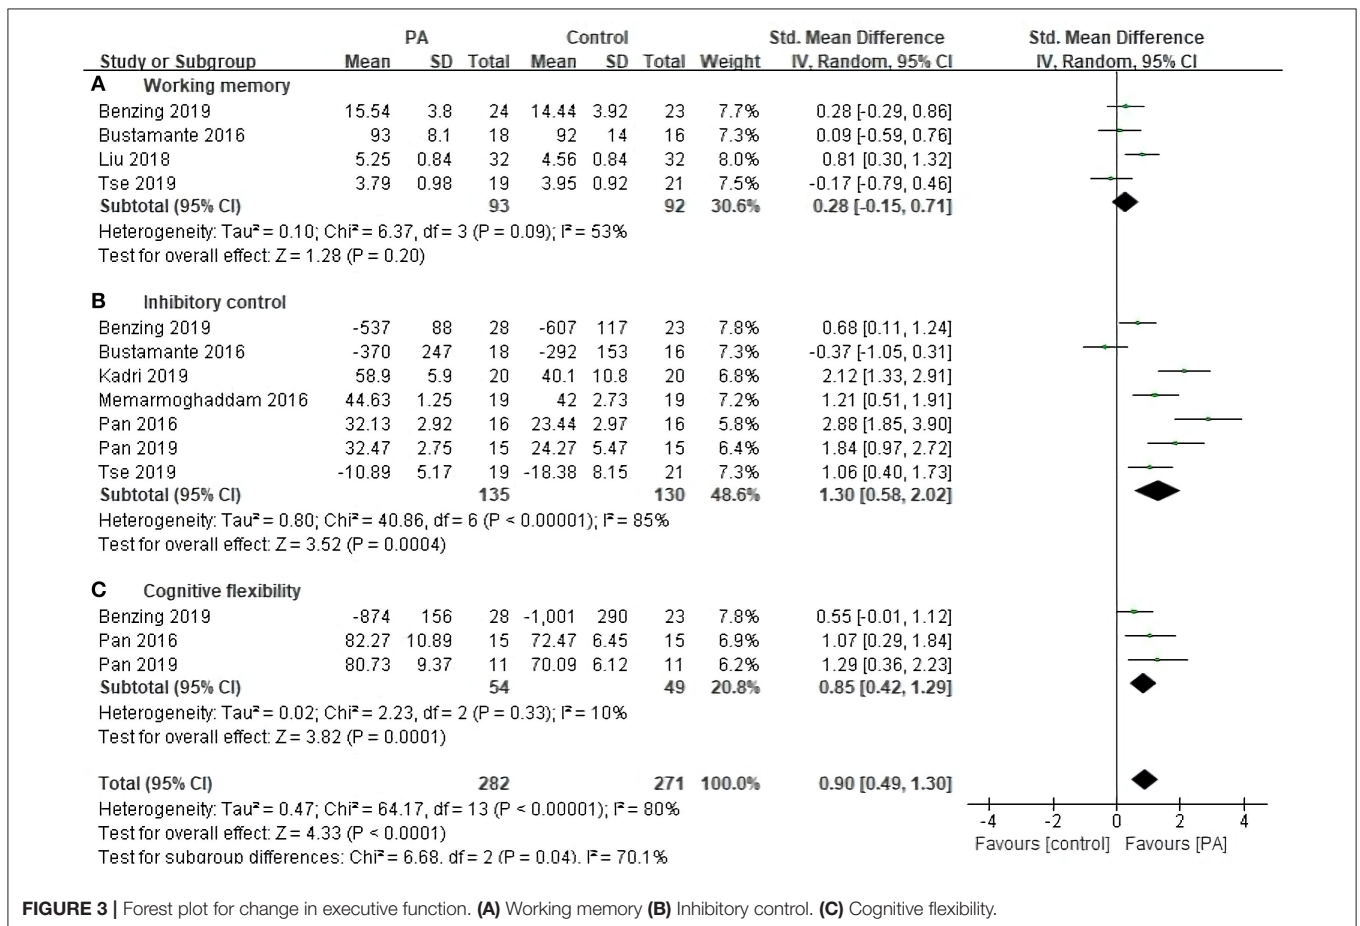 PA Control Std. Mean Difference Std. Mean Difference
Study or Subgroup Mean SD Total Mean SD Total Weight IV, Random, 95% CI IV, Random, 95% CI
A Working memory
Benzing 2019 15.54 3.8 24 14.44 3.92 23 7.7% 0.28 [-0.29, 0.86]
Bustamante 2016 93 8.1 18 92 14 16 7.3% 0.09 [-0.59, 0.76]
Liu 2018 5.25 0.84 32 4.56 0.84 32 8.0% 0.81 [0.30, 1.32]
Tse 2019 3.79 0.98 19 3.95 0.92 21 7.5% -0.17 [-0.79, 0.46]
Subtotal (95% CI) 93 92 30.6% 0.28 [-0.15, 0.71]
Heterogeneity: Tau² = 0.10; Chi² = 6.37, df = 3 (P = 0.09); I² = 53%
Test for overall effect: Z = 1.28 (P = 0.20)
B Inhibitory control
Benzing 2019 -537 88 28 -607 117 23 7.8% 0.68 [0.11, 1.24]
Bustamante 2016 -370 247 18 -292 153 16 7.3% -0.37 [-1.05, 0.31]
Kadri 2019 58.9 5.9 20 40.1 10.8 20 6.8% 2.12 [1.33, 2.91]
Memarmoghaddam 2016 44.63 1.25 19 42 2.73 19 7.2% 1.21 [0.51, 1.91]
Pan 2016 32.13 2.92 16 23.44 2.97 16 5.8% 2.88 [1.85, 3.90]
Pan 2019 32.47 2.75 15 24.27 5.47 15 6.4% 1.84 [0.97, 2.72]
Tse 2019 -10.89 5.17 19 -18.38 8.15 21 7.3% 1.06 [0.40, 1.73]
Subtotal (95% CI) 135 130 48.6% 1.30 [0.58, 2.02]
Heterogeneity: Tau² = 0.80; Chi² = 40.86, df = 6 (P < 0.00001); I² = 85%
Test for overall effect: Z = 3.52 (P = 0.0004)
C Cognitive flexibility
Benzing 2019 -874 156 28 -1,001 290 23 7.8% 0.55 [-0.01, 1.12]
Pan 2016 82.27 10.89 15 72.47 6.45 15 6.9% 1.07 [0.29, 1.84]
Pan 2019 80.73 9.37 11 70.09 6.12 11 6.2% 1.29 [0.36, 2.23]
Subtotal (95% CI) 54 49 20.8% 0.85 [0.42, 1.29]
Heterogeneity: Tau² = 0.02; Chi² = 2.23, df = 2 (P = 0.33); I² = 10%
Test for overall effect: Z = 3.82 (P = 0.0001)
Total (95% CI) 282 271 100.0% 0.90 [0.49, 1.30]
Heterogeneity: Tau² = 0.47; Chi² = 64.17, df = 13 (P < 0.00001); I² = 80%
Test for overall effect: Z = 4.33 (P < 0.0001)
Test for subgroup differences: Chi² = 6.68, df = 2 (P = 0.04), I² = 70.1%
-4 -2 0 2 4
Favours [control] Favours [PA]
FIGURE 3 | Forest plot for change in executive function. (A) Working memory (B) Inhibitory control. (C) Cognitive flexibility.